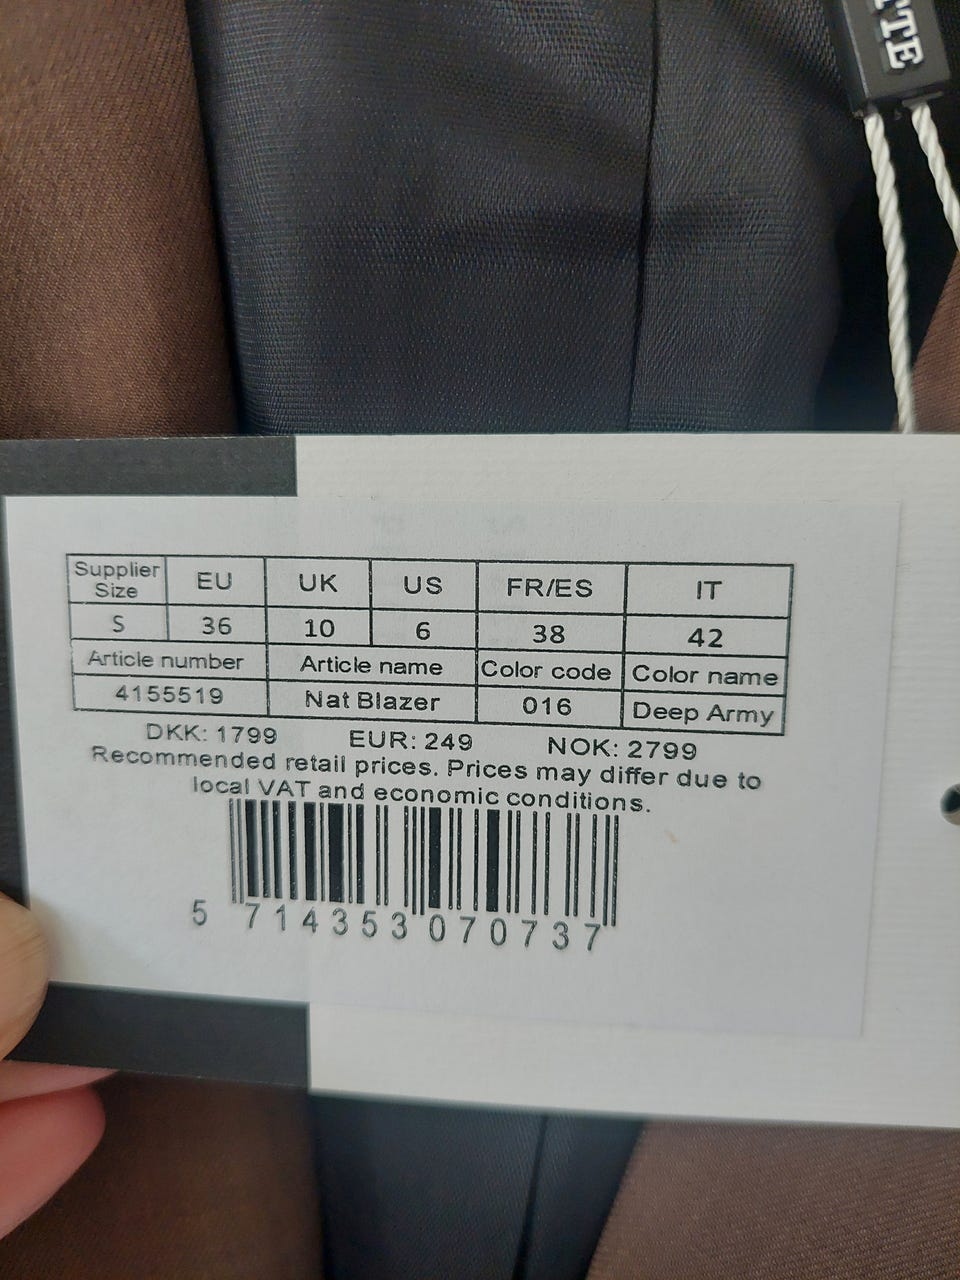 TTE
Supplier Size EU UK US FR/ES IT
S 36 10 6 38 42
Article number Article name Color code Color name
4155519 Nat Blazer 016 Deep Army
DKK: 1799 EUR: 249 NOK: 2799
Recommended retail prices. Prices may differ due to
local VAT and economic conditions.
5 714353 070737